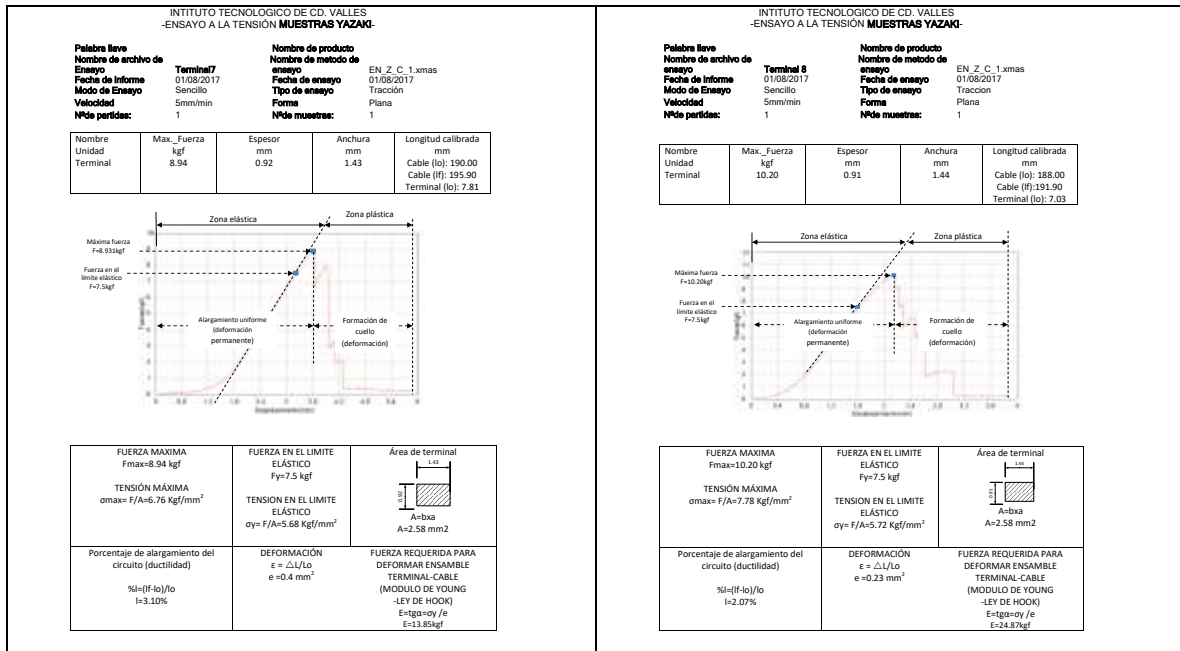 INTITUTO TECNOLOGICO DE CD. VALLES
-ENSAYO A LA TENSIÓN MUESTRAS YAZAKI-
Palabra llave
Nombre de producto
Nombre de archivo de Ensayo Terminal7
Nombre de metodo de ensayo EN_Z_C_1.xmas
Fecha de Informe 01/08/2017
Fecha de ensayo 01/08/2017
Modo de Ensayo Sencillo
Tipo de ensayo Tracción
Velocidad 5mm/min
Forma Plana
Nºde partidas: 1
Nºde muestras: 1
Nombre Max._Fuerza Espesor Anchura Longitud calibrada
Unidad kgf mm mm mm
Terminal 8.94 0.92 1.43 Cable (lo): 190.00
Cable (lf): 195.90
Terminal (lo): 7.81
Zona elástica
Zona plástica
Máxima fuerza
F=8.931kgf
Fuerza en el
límite elástico
F=7.5kgf
Alargamiento uniforme
(deformación
permanente)
Formación de
cuello
(deformación)
FUERZA MAXIMA
Fmax=8.94 kgf
TENSIÓN MÁXIMA
σmax= F/A=6.76 Kgf/mm²
FUERZA EN EL LIMITE
ELÁSTICO
Fy=7.5 kgf
TENSION EN EL LIMITE
ELÁSTICO
σy= F/A=5.68 Kgf/mm²
Área de terminal
1.43
0.92
A=bxa
A=2.58 mm2
Porcentaje de alargamiento del
circuito (ductilidad)
%l=(lf-lo)/lo
l=3.10%
DEFORMACIÓN
ε = △L/Lo
e =0.4 mm²
FUERZA REQUERIDA PARA
DEFORMAR ENSAMBLE
TERMINAL-CABLE
(MODULO DE YOUNG
-LEY DE HOOK)
E=tgα=σy /e
E=13.85kgf
INTITUTO TECNOLOGICO DE CD. VALLES
-ENSAYO A LA TENSIÓN MUESTRAS YAZAKI-
Palabra llave
Nombre de producto
Nombre de archivo de Ensayo Terminal 8
Nombre de metodo de ensayo EN_Z_C_1.xmas
Fecha de Informe 01/08/2017
Fecha de ensayo 01/08/2017
Modo de Ensayo Sencillo
Tipo de ensayo Traccion
Velocidad 5mm/min
Forma Plana
Nºde partidas: 1
Nºde muestras: 1
Nombre Max._Fuerza Espesor Anchura Longitud calibrada
Unidad kgf mm mm mm
Terminal 10.20 0.91 1.44 Cable (lo): 188.00
Cable (lf):191.90
Terminal (lo): 7.03
Zona elástica
Zona plástica
Máxima fuerza
F=10.20kgf
Fuerza en el
límite elástico
F=7.5kgf
Alargamiento uniforme
(deformación
permanente)
Formación de
cuello
(deformación)
FUERZA MAXIMA
Fmax=10.20 kgf
TENSIÓN MÁXIMA
σmax= F/A=7.78 Kgf/mm²
FUERZA EN EL LIMITE
ELÁSTICO
Fy=7.5 kgf
TENSION EN EL LIMITE
ELÁSTICO
σy= F/A=5.72 Kgf/mm²
Área de terminal
1.44
0.91
A=bxa
A=2.58 mm2
Porcentaje de alargamiento del
circuito (ductilidad)
%l=(lf-lo)/lo
l=2.07%
DEFORMACIÓN
ε = △L/Lo
e =0.23 mm²
FUERZA REQUERIDA PARA
DEFORMAR ENSAMBLE
TERMINAL-CABLE
(MODULO DE YOUNG
-LEY DE HOOK)
E=tgα=σy /e
E=24.87kgf